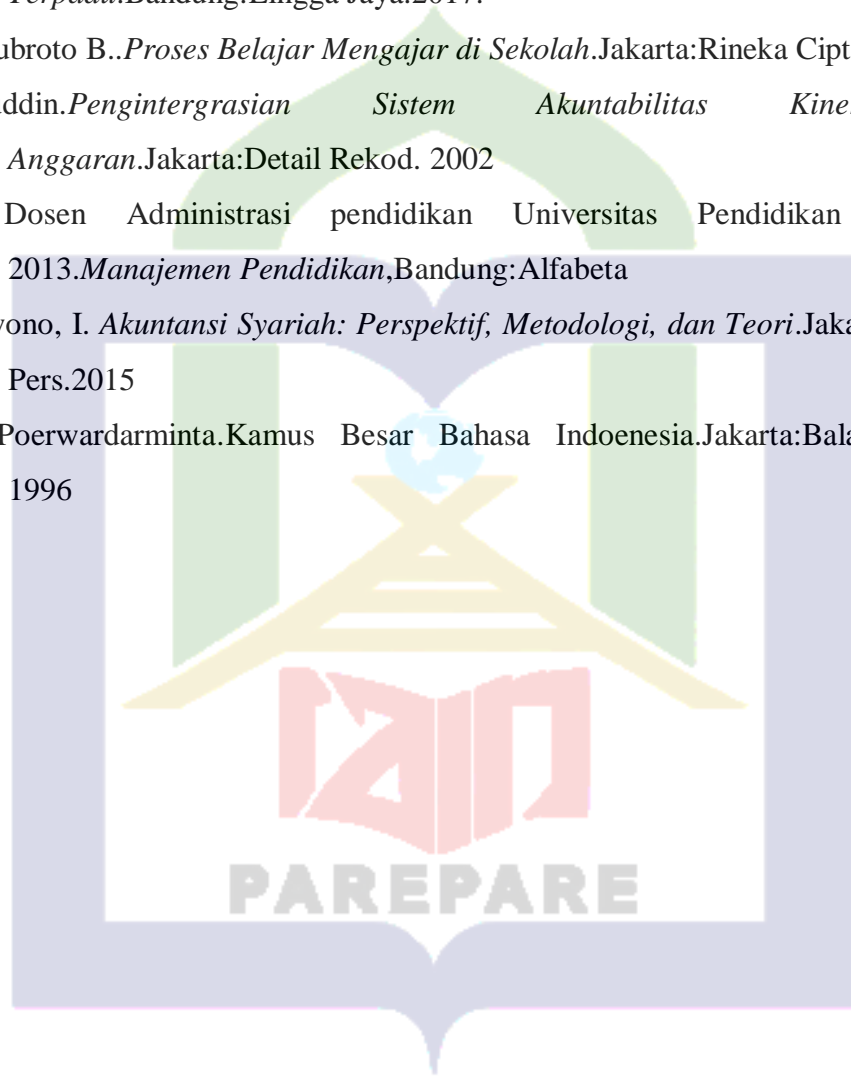 Terpadu.Bandung:Lingga Jaya.2017.
ubroto B..Proses Belajar Mengajar di Sekolah.Jakarta:Rineka Cipt
ddin.Pengintergrasian Sistem Akuntabilitas Kine
Anggaran.Jakarta:Detail Rekod. 2002
Dosen Administrasi pendidikan Universitas Pendidikan
2013.Manajemen Pendidikan,Bandung:Alfabeta
ono, I. Akuntansi Syariah: Perspektif, Metodologi, dan Teori.Jaka
Pers.2015
Poerwardarminta.Kamus Besar Bahasa Indoenesia.Jakarta:Bala
1996
iain
PAREPARE